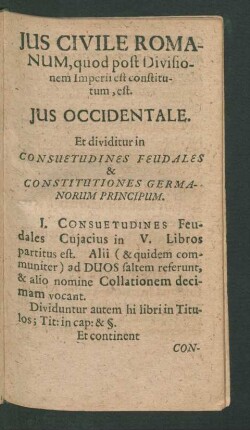 JUS CIVILE ROMA-
NUM, quod post Divisio-
nem Imperii est constitu-
tum, est.
JUS OCCIDENTALE.
Et dividitur in
CONSUETUDINES FEUDALES
&
CONSTITUTIONES GERMA-
NORUM PRINCIPUM.
I. CONSUETUDINES Feu-
dales Cujacius in V. Libros
partitus est. Alii (& quidem com-
muniter) ad DUOS saltem referunt,
& alio nomine Collationem deci-
mam vocant.
Dividuntur autem hi libri in Titu-
los; Tit: in cap: & §.
Et continent
CON-